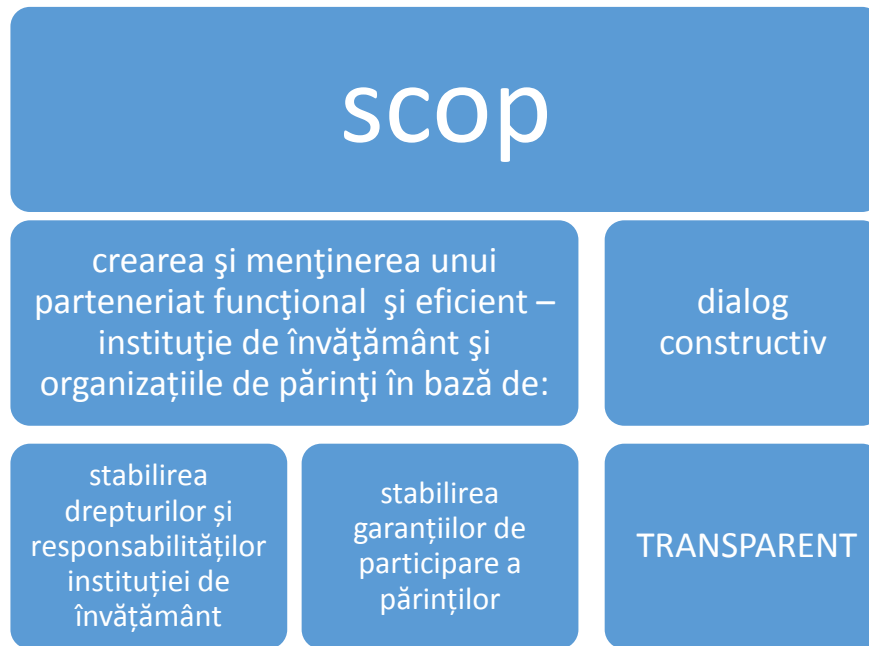 scop
crearea şi menţinerea unui
parteneriat funcţional  şi eficient –
instituţie de învăţământ şi
organizațiile de părinţi în bază de:
dialog
constructiv
stabilirea
drepturilor și
responsabilităților
instituției de
învățământ
stabilirea
garanțiilor de
participare a
părinților
TRANSPARENT